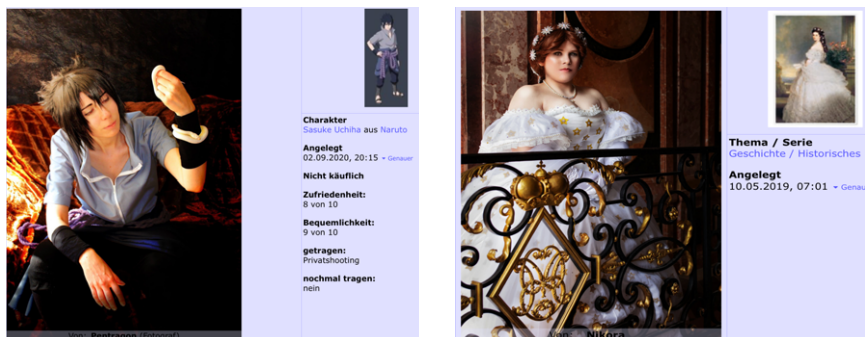 Charakter
Sasuke Uchiha aus Naruto
Angelegt
02.09.2020, 20:15 Genauer
Nicht käuflich
Zufriedenheit:
8 von 10
Bequemlichkeit:
9 von 10
getragen:
Privatshooting
nochmal tragen:
nein
Von: Pentragon (Fotograf)
Thema / Serie
Geschichte / Historisches
Angelegt
10.05.2019, 07:01 Genau
Von: Nikora